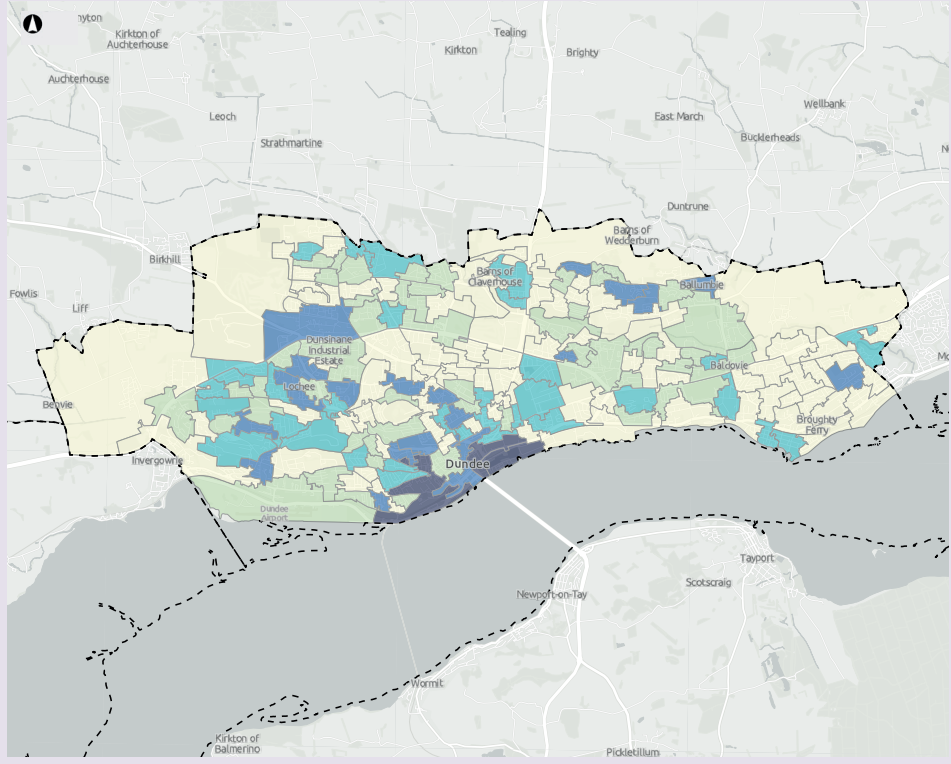 Kirkton of
Auchterhouse
Tealing
Kirkton
Brighty
Auchterhouse
Wellbank
Leoch
East March
Bucklerheads
Strathmartine
Duntrune
Barns of
Wedderburn
Birkhill
Barns of
Claverhouse
Ballumbie
Fowlis
Liff
Dunsinane
Industrial
Estate
Baldovie
Lochee
Benvie
Broughty
Ferry
Invergowrie
Dundee
Dundee
Airport
Tayport
Scotscraig
Newport-on-Tay
Wormit
Kirkton of
Balmerino
Pickletillum